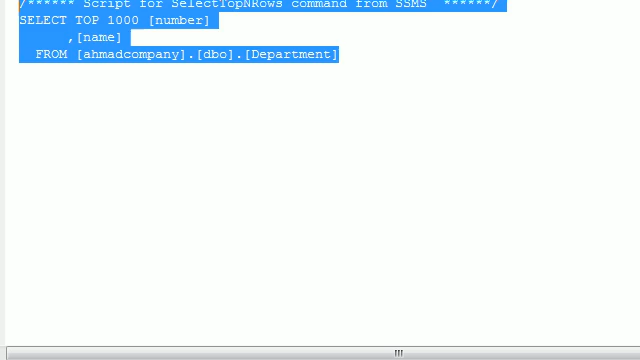 /****** Script for SelectTopNRows command from SSMS  ******/
SELECT TOP 1000 [number]
      ,[name]
  FROM [ahmadcompany].[dbo].[Department]